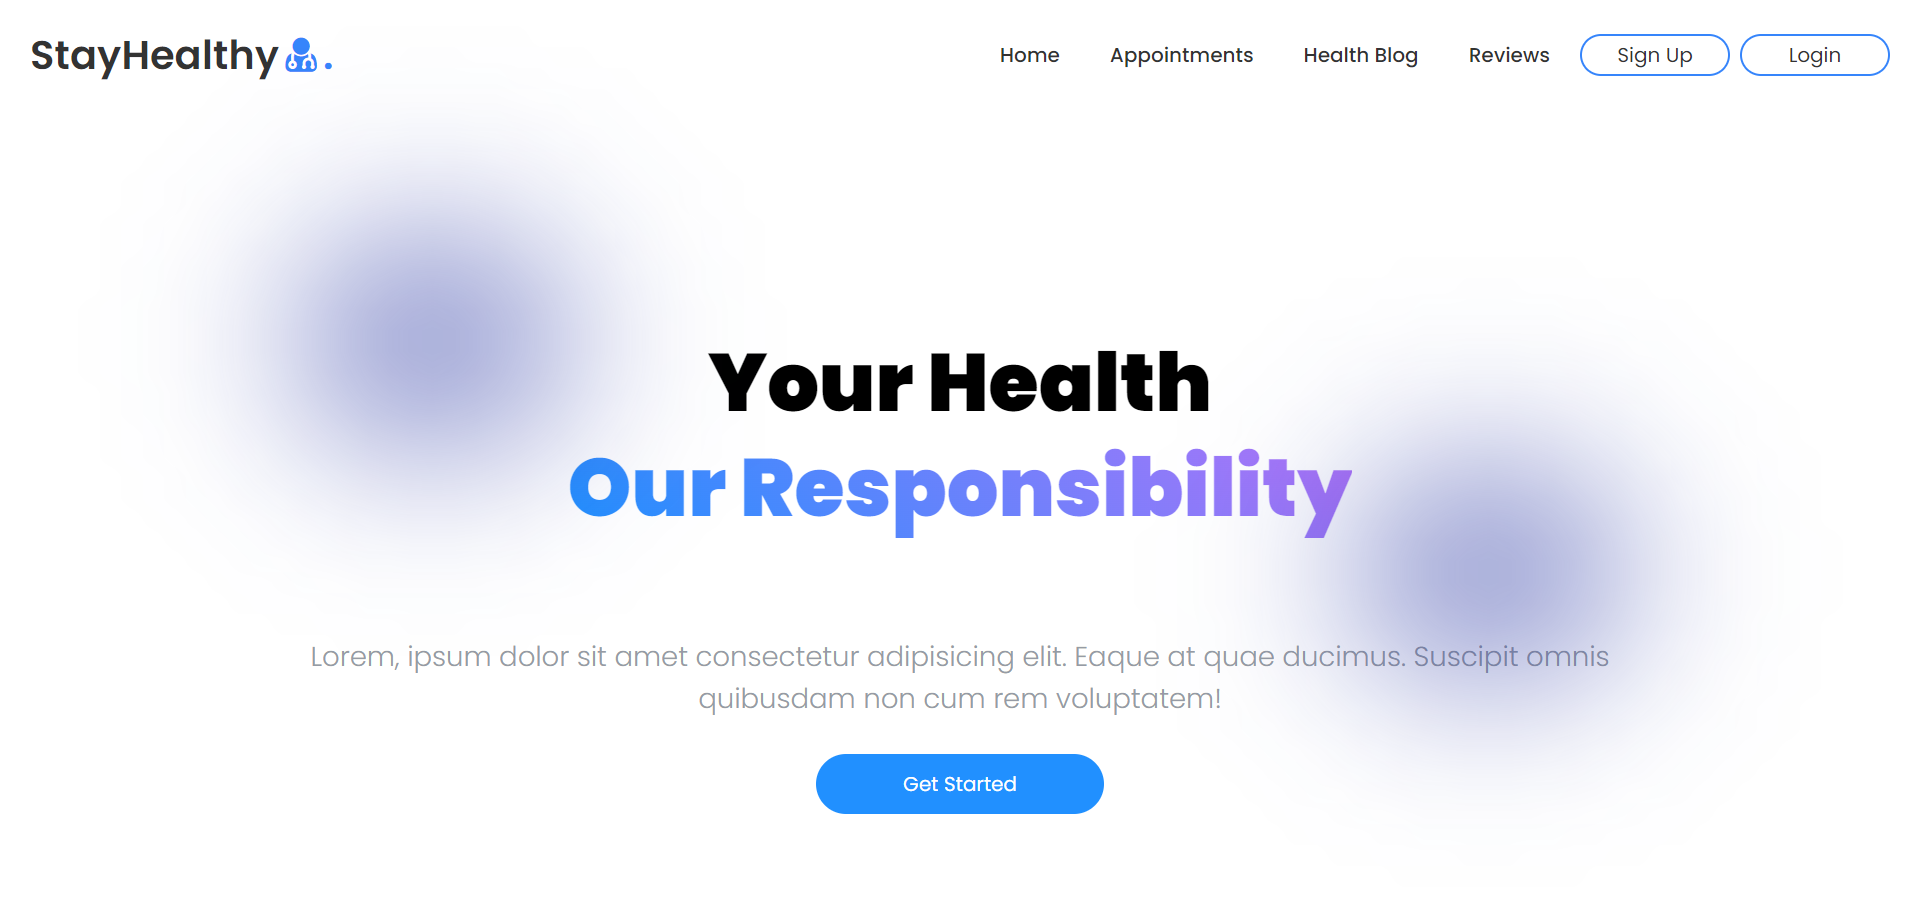 StayHealthy.
Home Appointments Health Blog Reviews Sign Up Login
Your Health
Our Responsibility
Lorem, ipsum dolor sit amet consectetur adipisicing elit. Eaque at quae ducimus. Suscipit omnis
quibusdam non cum rem voluptatem!
Get Started